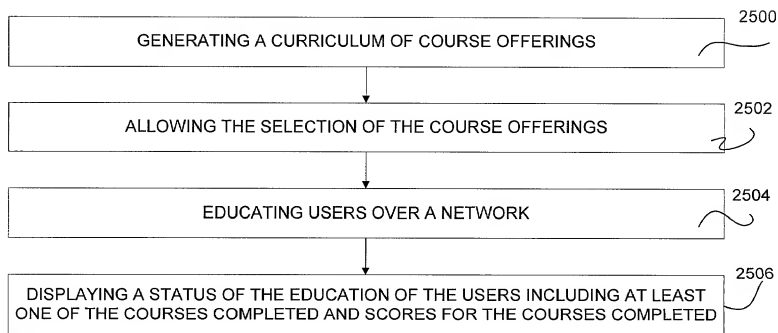 2500
GENERATING A CURRICULUM OF COURSE OFFERINGS
2502
ALLOWING THE SELECTION OF THE COURSE OFFERINGS
2504
EDUCATING USERS OVER A NETWORK
2506
DISPLAYING A STATUS OF THE EDUCATION OF THE USERS INCLUDING AT LEAST
ONE OF THE COURSES COMPLETED AND SCORES FOR THE COURSES COMPLETED